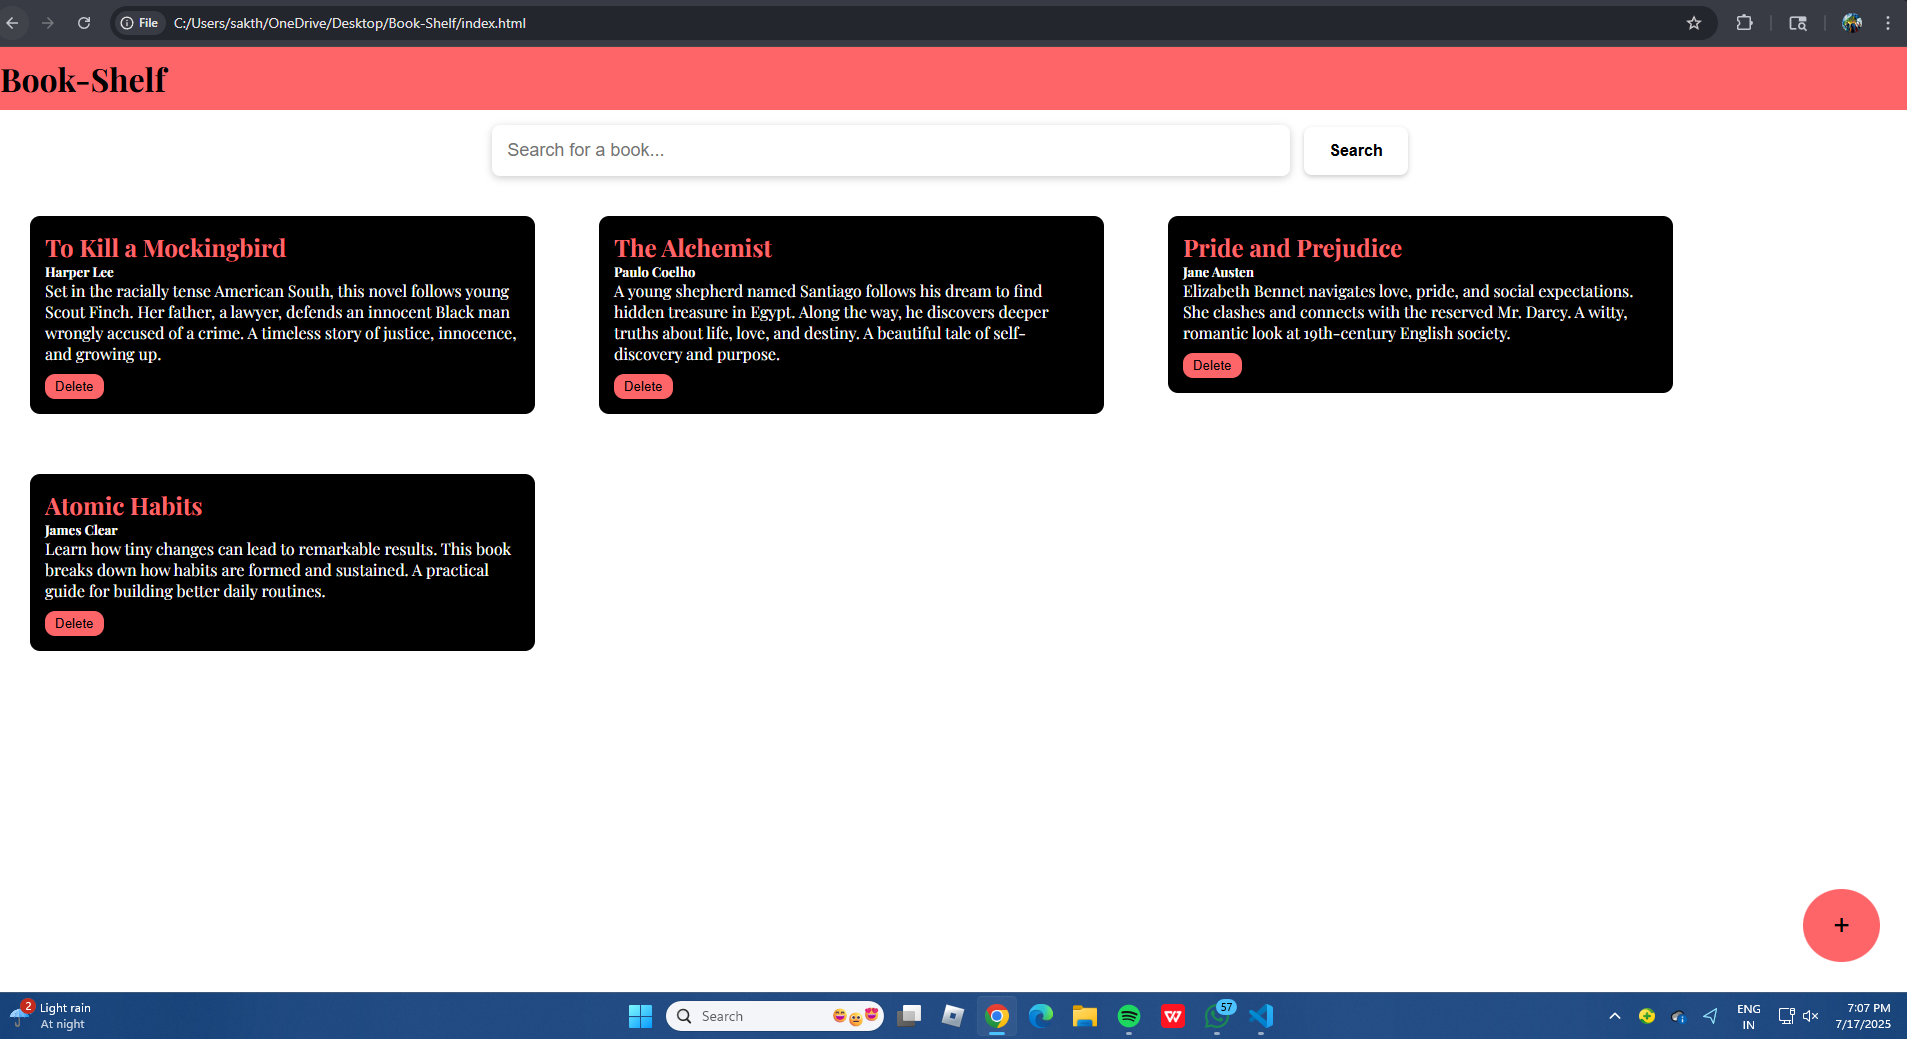 File C:/Users/sakth/OneDrive/Desktop/Book-Shelf/index.html
Book-Shelf
Search for a book...
Search
To Kill a Mockingbird
Harper Lee
Set in the racially tense American South, this novel follows young
Scout Finch. Her father, a lawyer, defends an innocent Black man
wrongly accused of a crime. A timeless story of justice, innocence,
and growing up.
Delete
The Alchemist
Paulo Coelho
A young shepherd named Santiago follows his dream to find
hidden treasure in Egypt. Along the way, he discovers deeper
truths about life, love, and destiny. A beautiful tale of self-
discovery and purpose.
Delete
Pride and Prejudice
Jane Austen
Elizabeth Bennet navigates love, pride, and social expectations.
She clashes and connects with the reserved Mr. Darcy. A witty,
romantic look at 19th-century English society.
Delete
Atomic Habits
James Clear
Learn how tiny changes can lead to remarkable results. This book
breaks down how habits are formed and sustained. A practical
guide for building better daily routines.
Delete
+
2
Light rain
At night
Search
W
57
ENG
IN
7:07 PM
7/17/2025